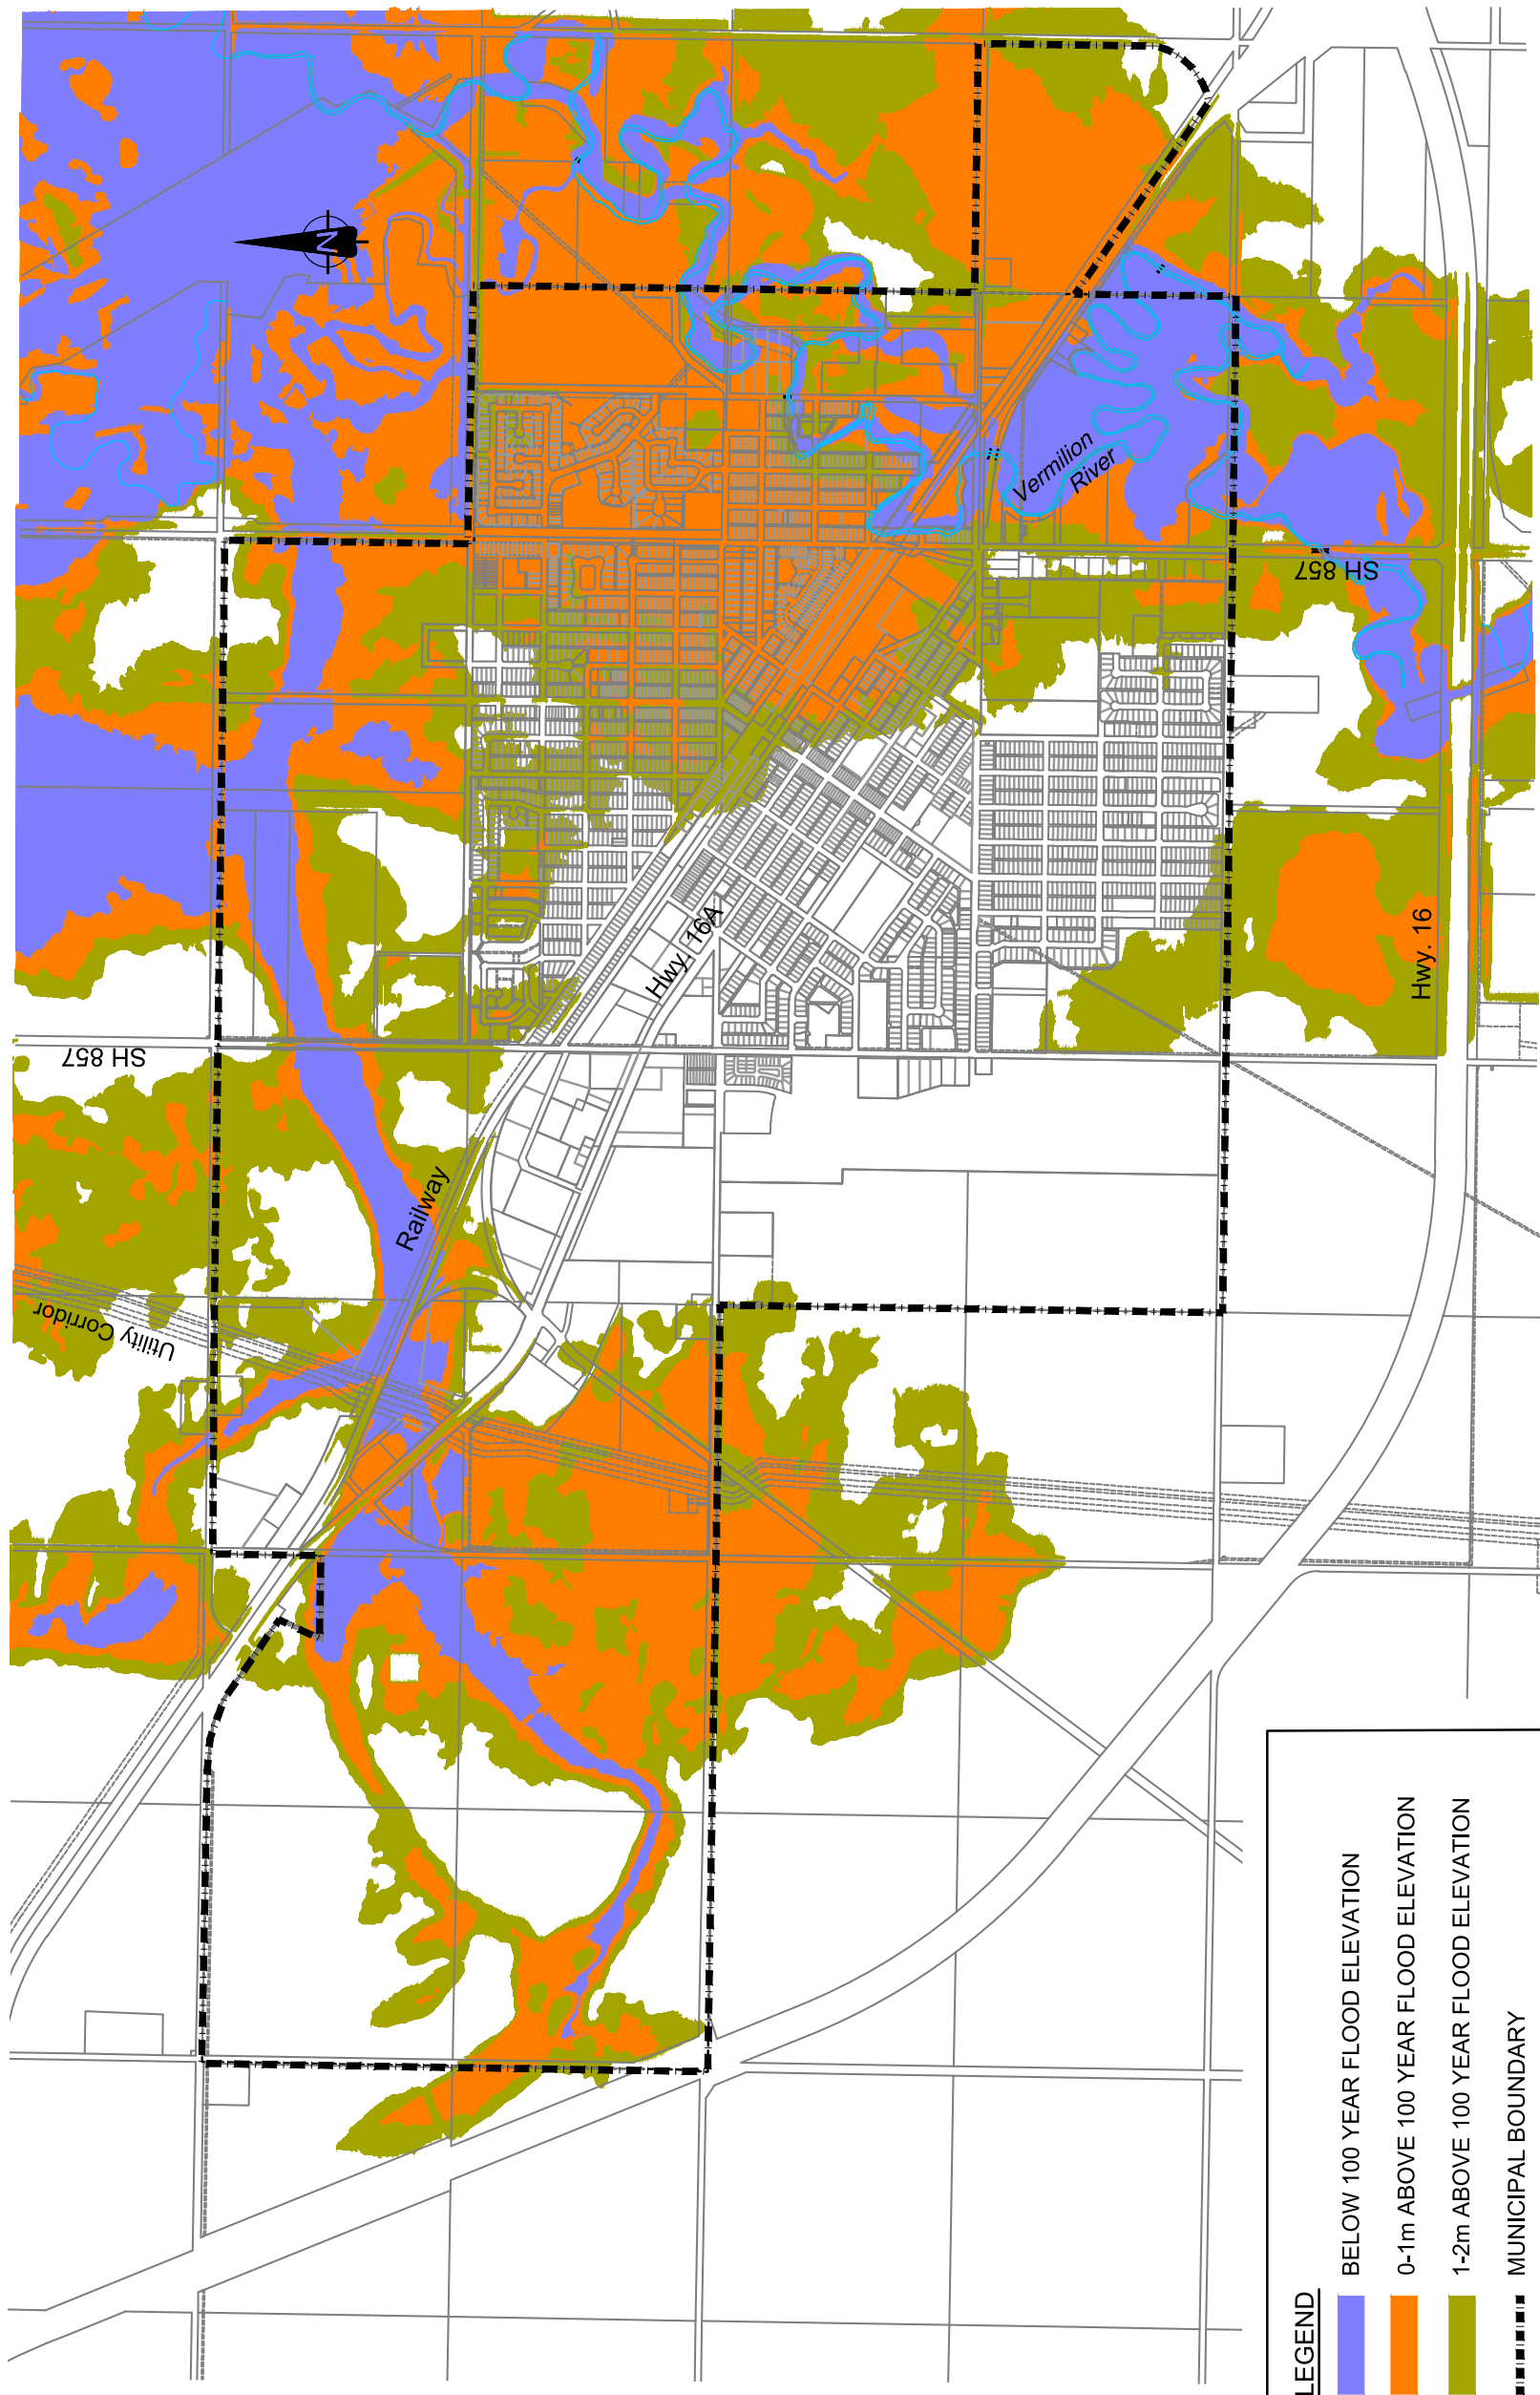 N
Vermilion
River
SH 857
Hwy. 16A
Hwy. 16
SH 857
Railway
Utility Corridor
LEGEND
BELOW 100 YEAR FLOOD ELEVATION
0-1m ABOVE 100 YEAR FLOOD ELEVATION
1-2m ABOVE 100 YEAR FLOOD ELEVATION
MUNICIPAL BOUNDARY